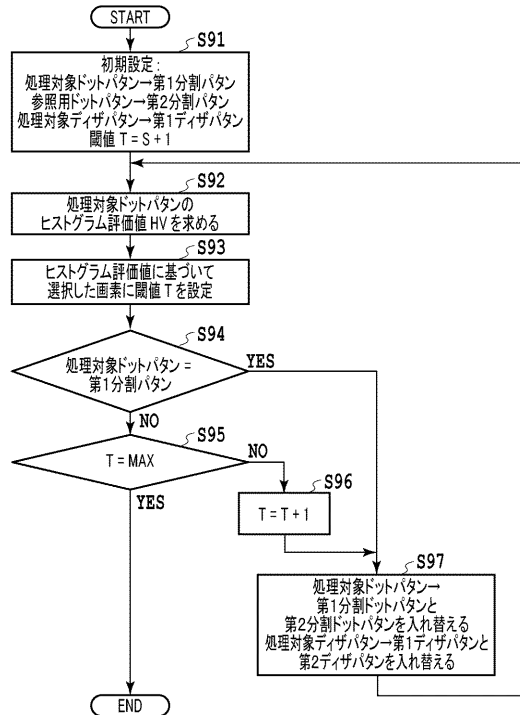 START
S91
初期設定:
処理対象ドットパタン→第1分割パタン
参照用ドットパタン→第2分割パタン
処理対象ディザパタン→第1ディザパタン
閾値 T=S+1
S92
処理対象ドットパタンの
ヒストグラム評価値 HV を求める
S93
ヒストグラム評価値に基づいて
選択した画素に閾値 T を設定
S94
処理対象ドットパタン=
第1分割パタン
YES
NO
S95
T=MAX
NO
YES
S96
T=T+1
S97
処理対象ドットパタン→
第1分割ドットパタンと
第2分割ドットパタンを入れ替える
処理対象ディザパタン→第1ディザパタンと
第2ディザパタンを入れ替える
END